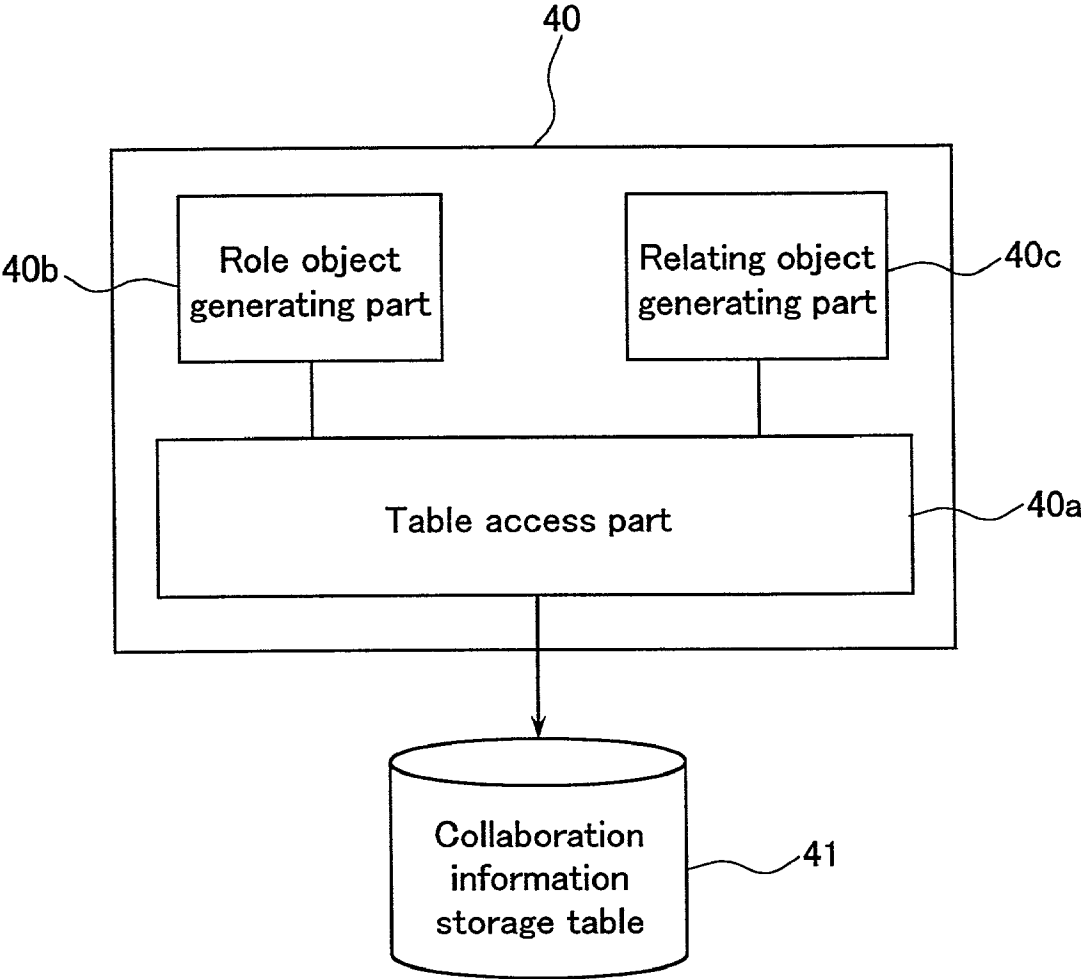 40
40b
Role object
generating part
Relating object
generating part
40c
Table access part
40a
Collaboration
information
storage table
41